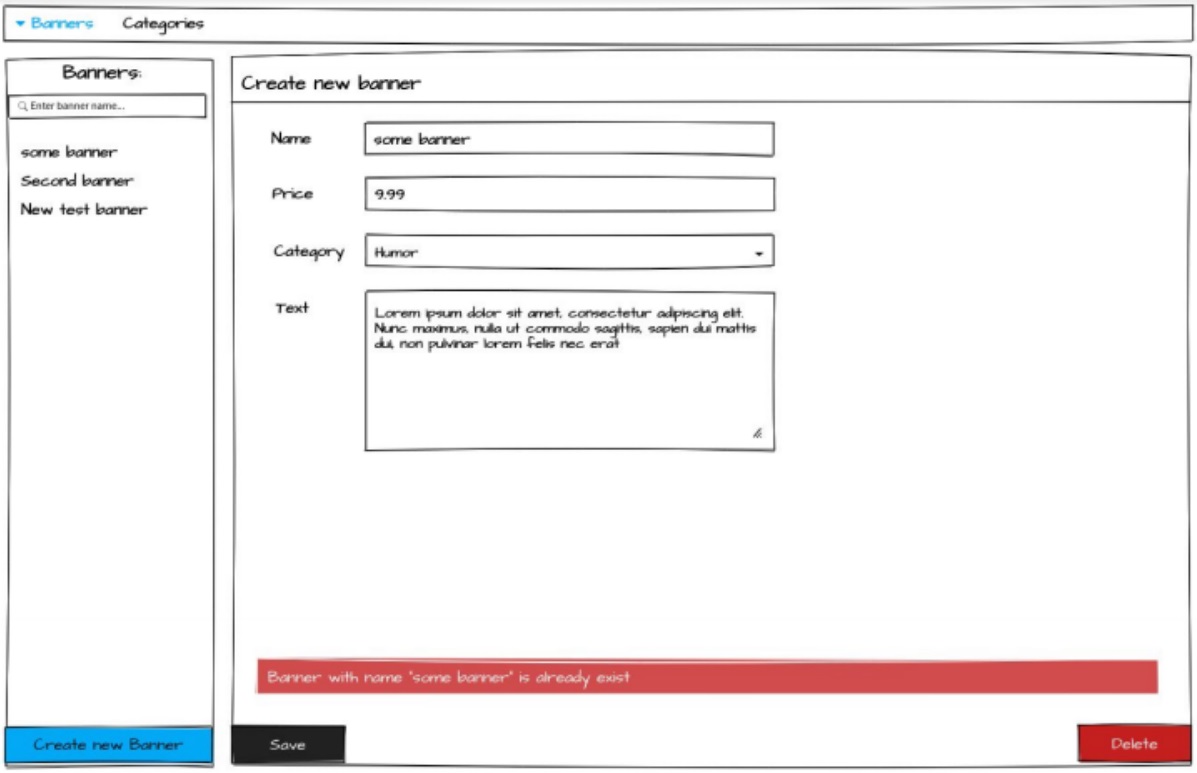 Banners Categories
Banners:
Enter banner name...
some banner
Second banner
New test banner
Create new Banner
Create new banner
Name some banner
Price 9.99
Category Humor
Text
Lorem ipsum dolor sit amet, consectetur adipiscing elit.
Nunc maximus, nulla ut commodo sagittis, sapien dui mattis
dui, non pulvinar lorem felis nec erat
Banner with name "some banner" is already exist
Save Delete